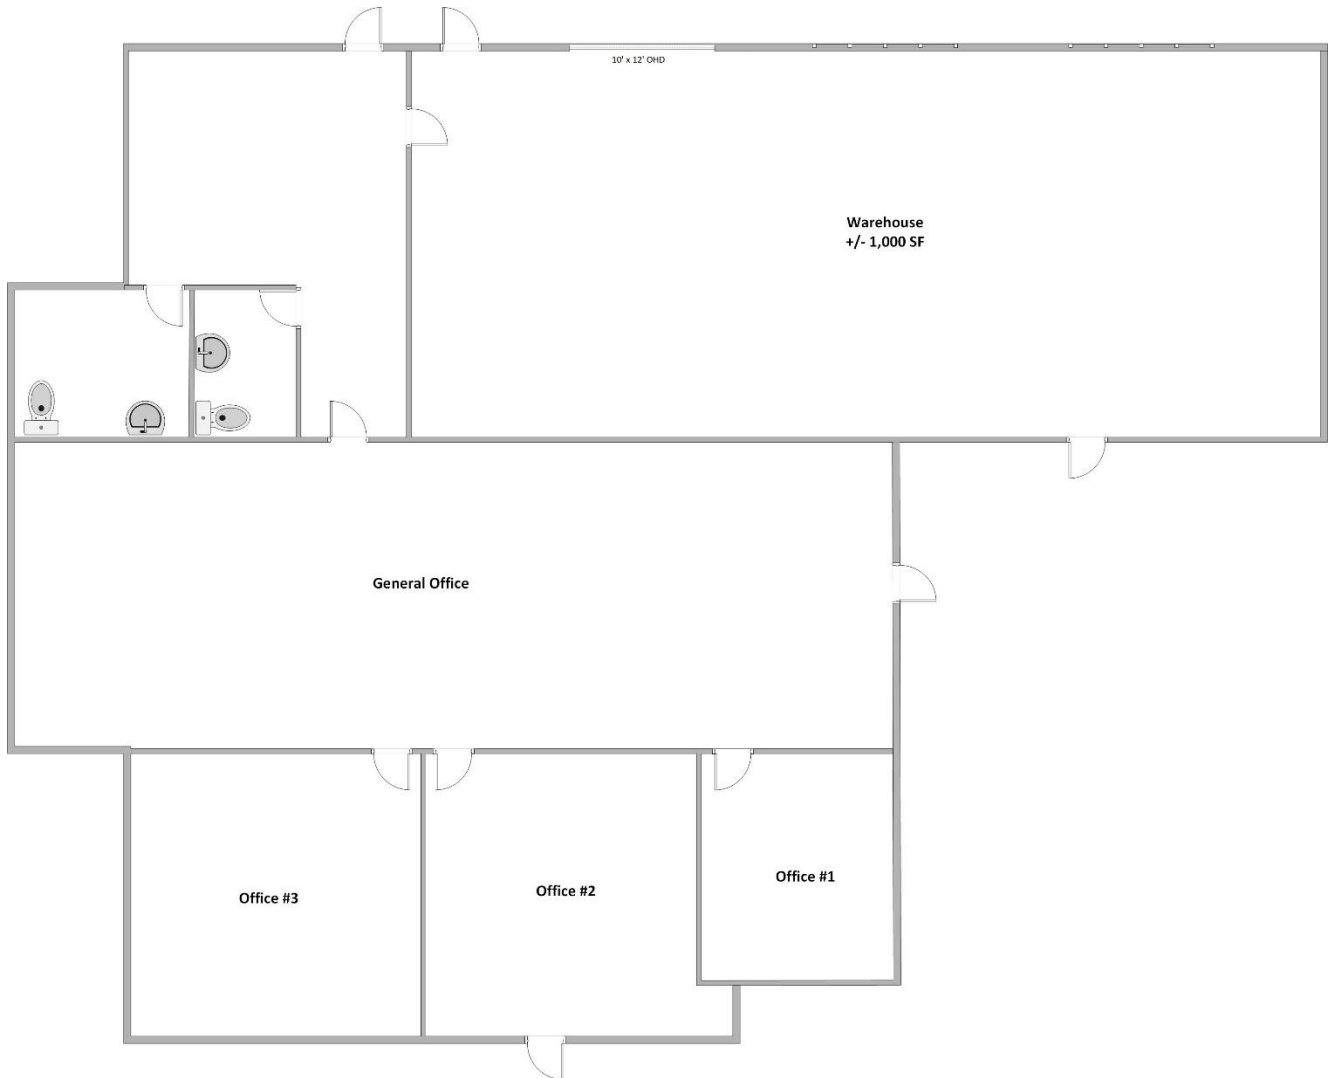 10' x 12' OHD
Warehouse
+/- 1,000 SF
General Office
Office #1
Office #2
Office #3